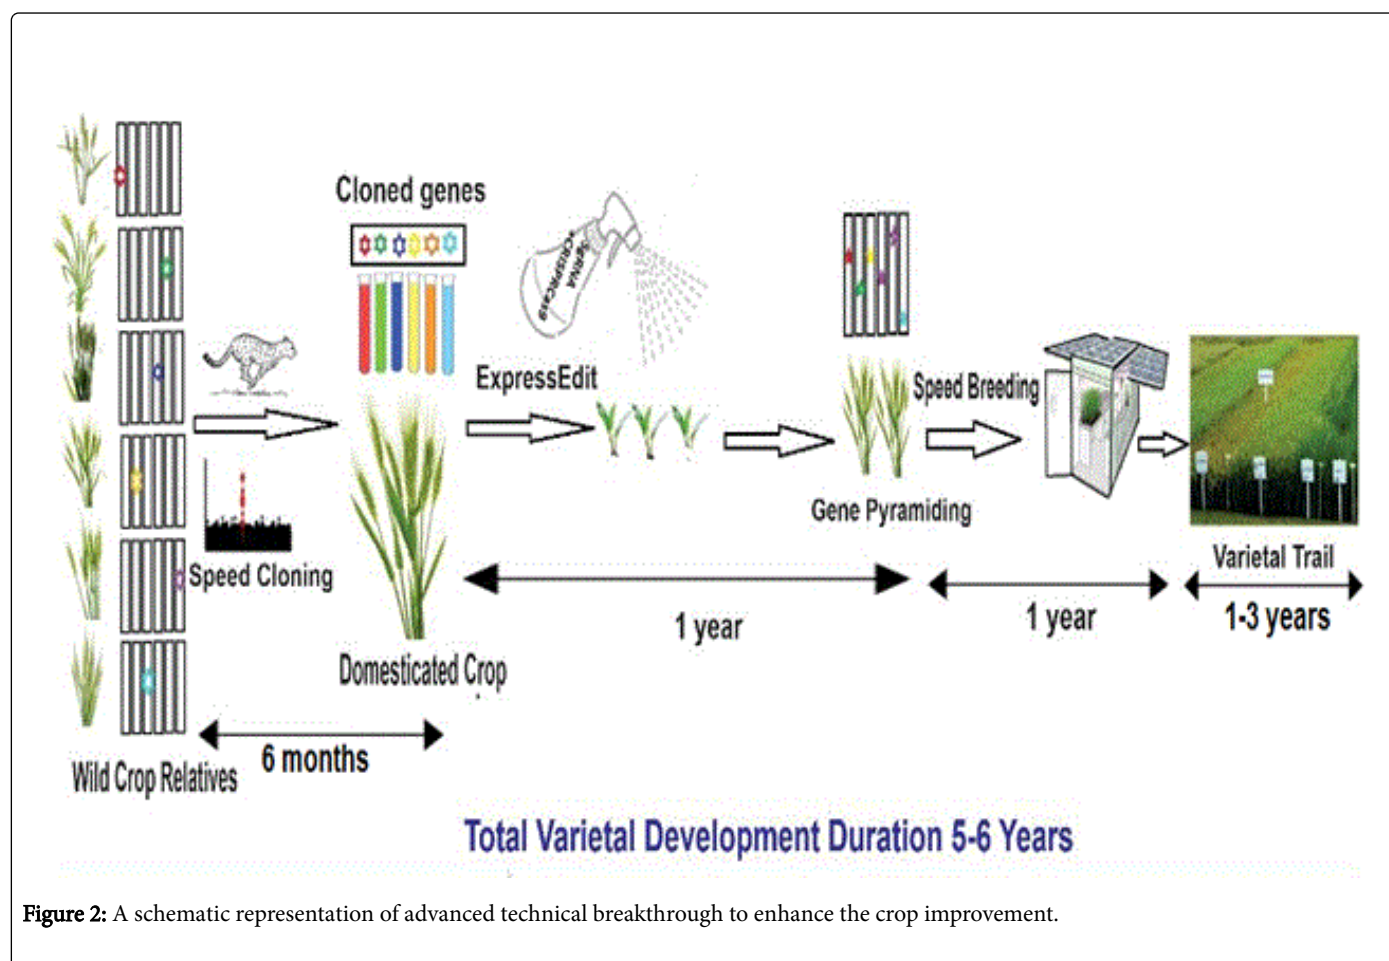 Cloned genes
SgRNA
+CRISPRCas9
ExpressEdit
Speed Breeding
Gene Pyramiding
Speed Cloning
Varietal Trail
1 year
1 year
1-3 years
Domesticated Crop
6 months
Wild Crop Relatives
Total Varietal Development Duration 5-6 Years
Figure 2: A schematic representation of advanced technical breakthrough to enhance the crop improvement.